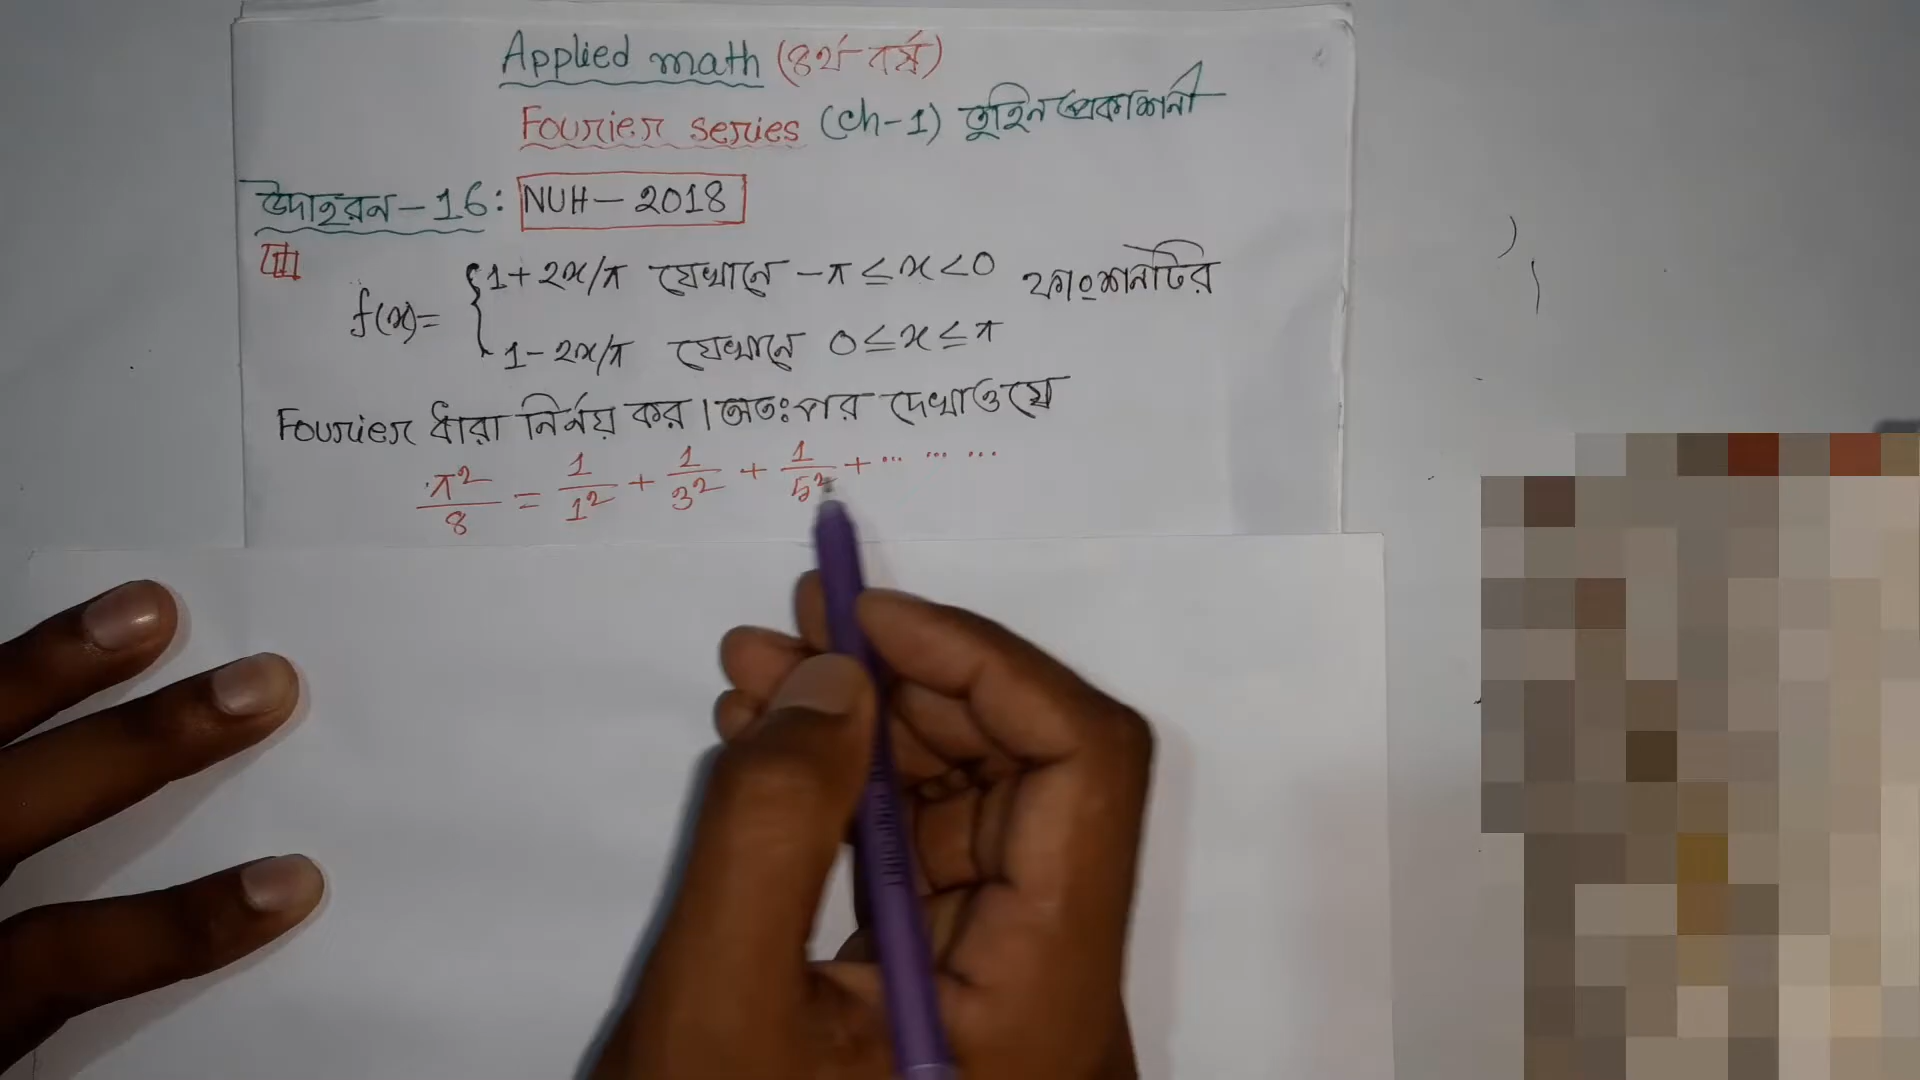 Applied math (৪র্থ বর্ষ)
Fourier series (Ch-1) তুহিন প্রকাশনী
উদাহরন-16: NUH-2018
f(x)= { 1+2x/π যেখানে -π ≤ x < 0 ফাংশনটির
1-2x/π যেখানে 0 ≤ x ≤ π
Fourier ধারা নির্নয় কর। অতঃপর দেখাও যে
π²/8 = 1/1² + 1/3² + 1/5² + ... ... ...